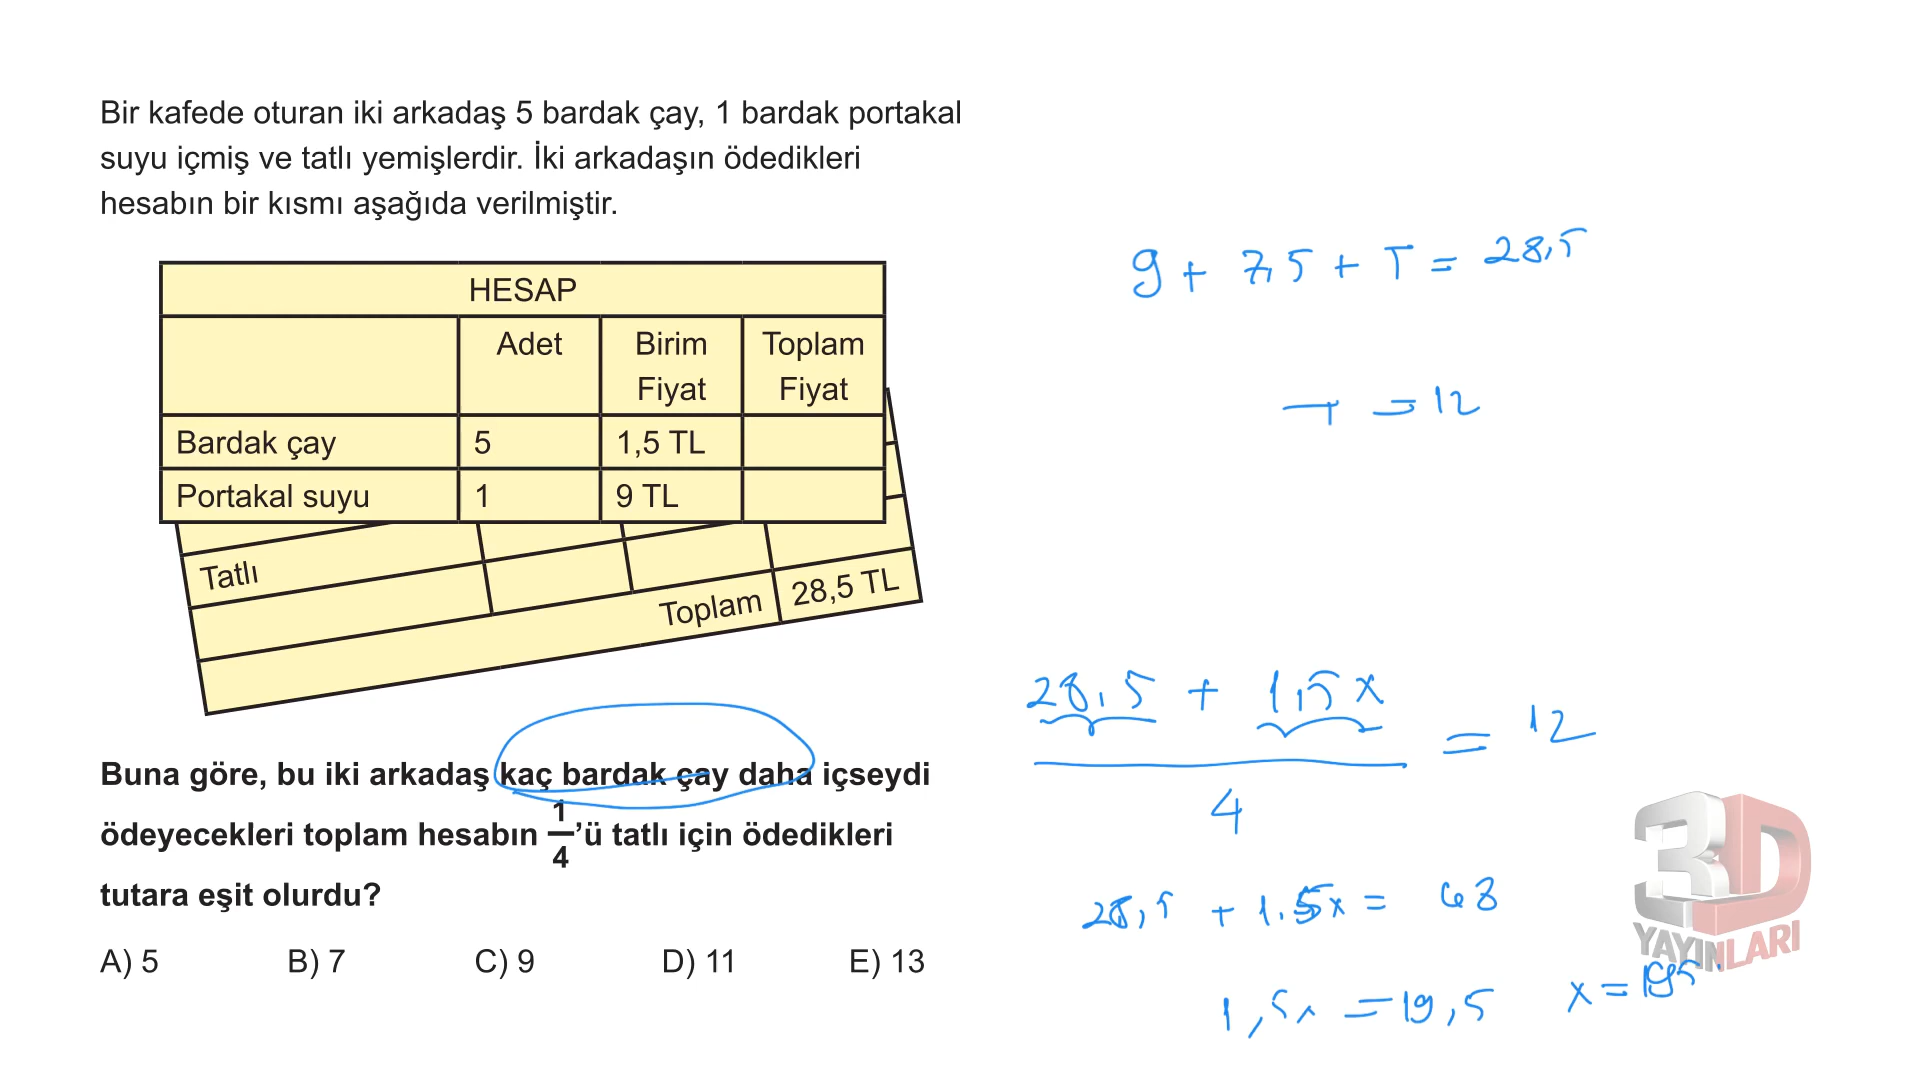 Bir kafede oturan iki arkadaş 5 bardak çay, 1 bardak portakal
suyu içmiş ve tatlı yemişlerdir. İki arkadaşın ödedikleri
hesabın bir kısmı aşağıda verilmiştir.
HESAP
Adet Birim Fiyat Toplam Fiyat
Bardak çay 5 1,5 TL
Portakal suyu 1 9 TL
Tatlı
Toplam 28,5 TL
Buna göre, bu iki arkadaş kaç bardak çay daha içseydi
ödeyecekleri toplam hesabın 1/4'ü tatlı için ödedikleri
tutara eşit olurdu?
A) 5 B) 7 C) 9 D) 11 E) 13
9 + 7,5 + T = 28,5
T = 12
28,5 + 1,5x = 12
4
28,5 + 1.5x = 48
1,5x = 19,5
x =
3D
YAYINLARI